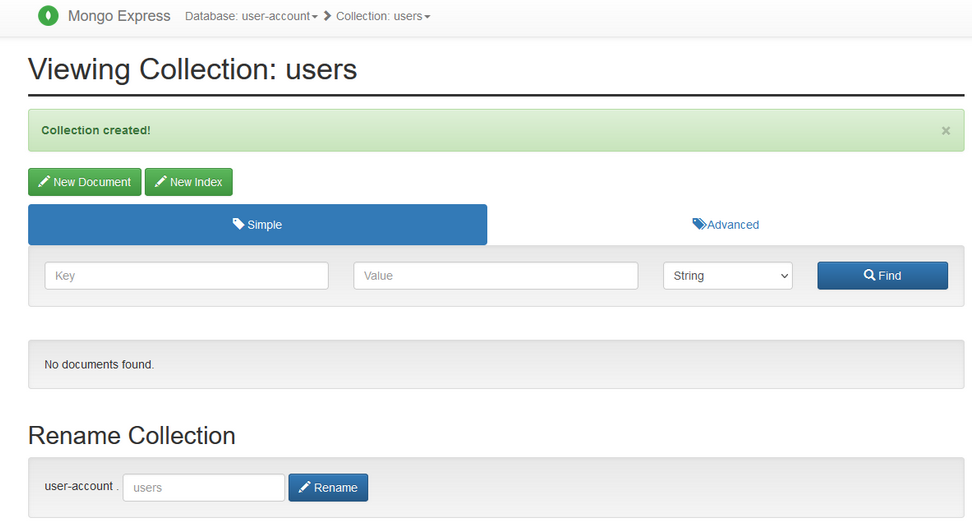 Mongo Express Database: user-account Collection: users
Viewing Collection: users
Collection created! ×
New Document New Index
Simple Advanced
Key Value String Find
No documents found.
Rename Collection
user-account . users Rename